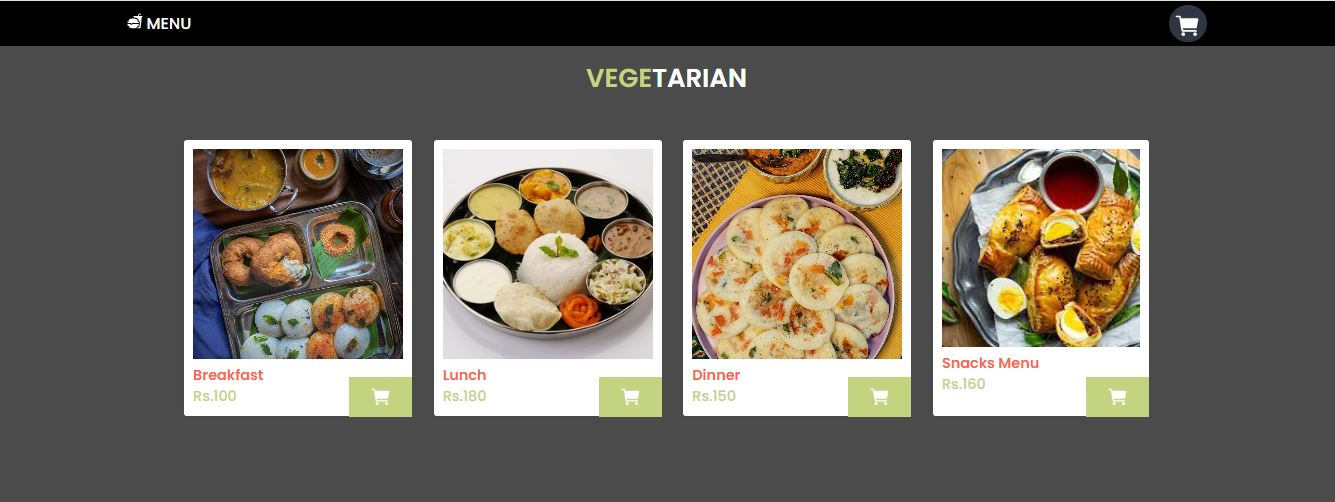 MENU
VEGETARIAN
Breakfast
Rs.100
Lunch
Rs.180
Dinner
Rs.150
Snacks Menu
Rs.160